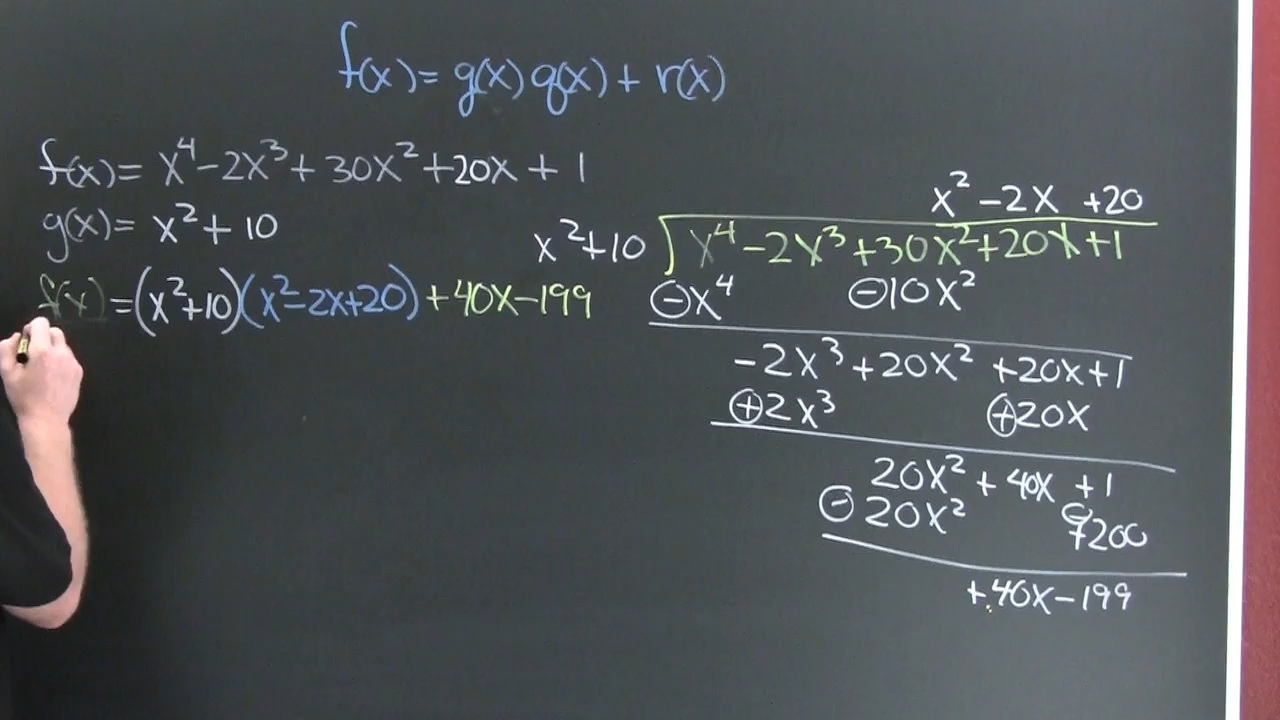 f(x) = g(x) q(x) + r(x)
f(x) = x⁴ - 2x³ + 30x² + 20x + 1
g(x) = x² + 10
f(x) = (x²+10)(x²-2x+20) + 40x - 199
x² - 2x + 20
x²+10 ) x⁴ - 2x³ + 30x² + 20x + 1
⊖x⁴ ⊖10x²
-2x³ + 20x² + 20x + 1
⊕2x³ ⊕20x
20x² + 40x + 1
⊖20x² ⊖+200
+40x - 199